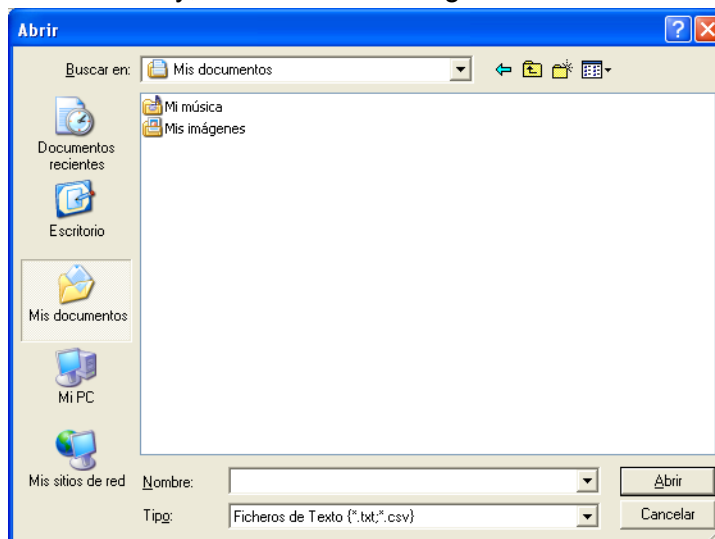 Abrir
Buscar en:
Mis documentos
Mi música
Mis imágenes
Documentos
recientes
Escritorio
Mis documentos
Mi PC
Mis sitios de red
Nombre:
Abrir
Tipo:
Ficheros de Texto {*.txt;*.csv}
Cancelar